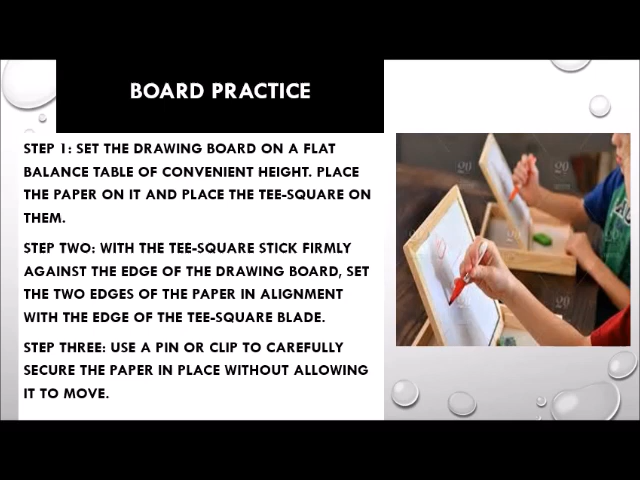 BOARD PRACTICE
STEP 1: SET THE DRAWING BOARD ON A FLAT
BALANCE TABLE OF CONVENIENT HEIGHT. PLACE
THE PAPER ON IT AND PLACE THE TEE-SQUARE ON
THEM.
STEP TWO: WITH THE TEE-SQUARE STICK FIRMLY
AGAINST THE EDGE OF THE DRAWING BOARD, SET
THE TWO EDGES OF THE PAPER IN ALIGNMENT
WITH THE EDGE OF THE TEE-SQUARE BLADE.
STEP THREE: USE A PIN OR CLIP TO CAREFULLY
SECURE THE PAPER IN PLACE WITHOUT ALLOWING
IT TO MOVE.